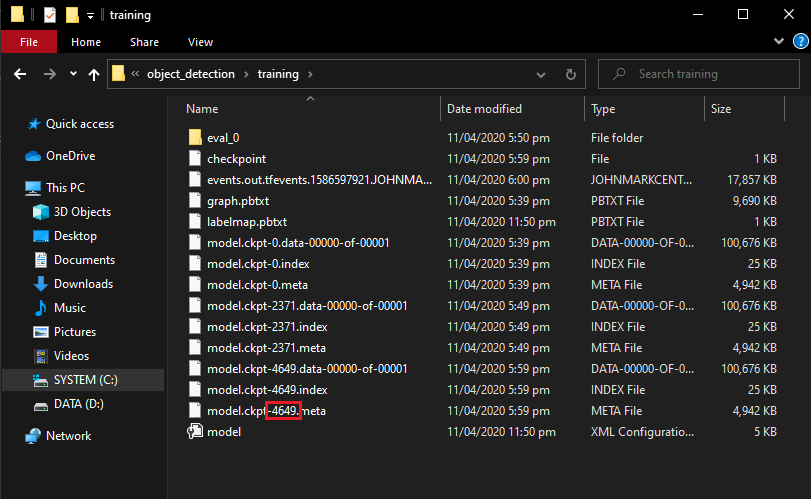 training
File Home Share View
object_detection training Search training
Name Date modified Type Size
Quick access
OneDrive
This PC
3D Objects
Desktop
Documents
Downloads
Music
Pictures
Videos
SYSTEM (C:)
DATA (D:)
Network
eval_0 11/04/2020 5:50 pm File folder
checkpoint 11/04/2020 5:59 pm File 1 KB
events.out.tfevents.1586597921.JOHNMA... 11/04/2020 6:00 pm JOHNMARKCENT... 17,857 KB
graph.pbtxt 11/04/2020 5:39 pm PBTXT File 9,690 KB
labelmap.pbtxt 11/04/2020 11:50 pm PBTXT File 1 KB
model.ckpt-0.data-00000-of-00001 11/04/2020 5:39 pm DATA-00000-OF-0... 100,676 KB
model.ckpt-0.index 11/04/2020 5:39 pm INDEX File 25 KB
model.ckpt-0.meta 11/04/2020 5:39 pm META File 4,942 KB
model.ckpt-2371.data-00000-of-00001 11/04/2020 5:49 pm DATA-00000-OF-0... 100,676 KB
model.ckpt-2371.index 11/04/2020 5:49 pm INDEX File 25 KB
model.ckpt-2371.meta 11/04/2020 5:49 pm META File 4,942 KB
model.ckpt-4649.data-00000-of-00001 11/04/2020 5:59 pm DATA-00000-OF-0... 100,676 KB
model.ckpt-4649.index 11/04/2020 5:59 pm INDEX File 25 KB
model.ckpt-4649.meta 11/04/2020 5:59 pm META File 4,942 KB
model 11/04/2020 11:50 pm XML Configuratio... 5 KB